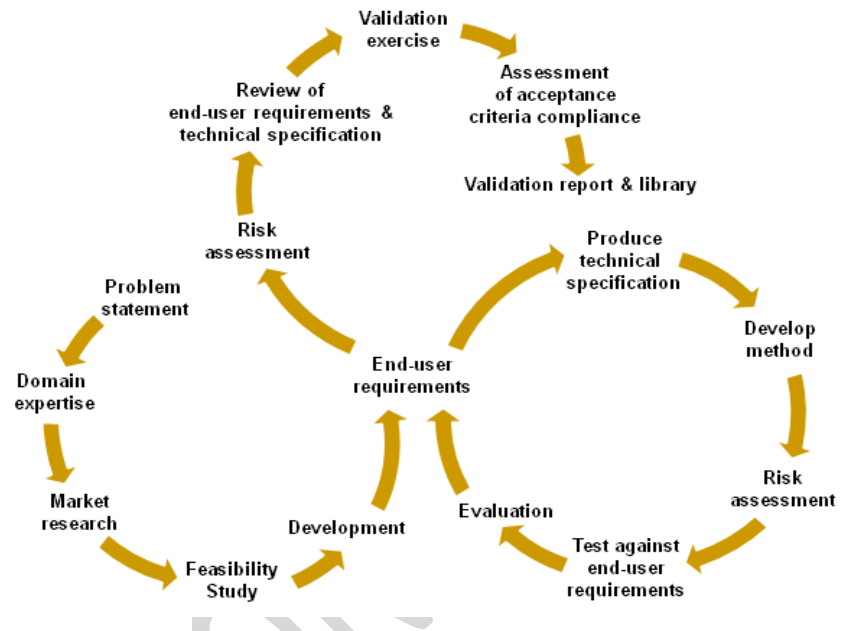 Validation
exercise
Assessment
of acceptance
criteria compliance
Validation report & library
Review of
end-user requirements &
technical specification
Risk
assessment
Problem
statement
Domain
expertise
Market
research
Feasibility
Study
Development
End-user
requirements
Produce
technical
specification
Develop
method
Risk
assessment
Test against
end-user
requirements
Evaluation